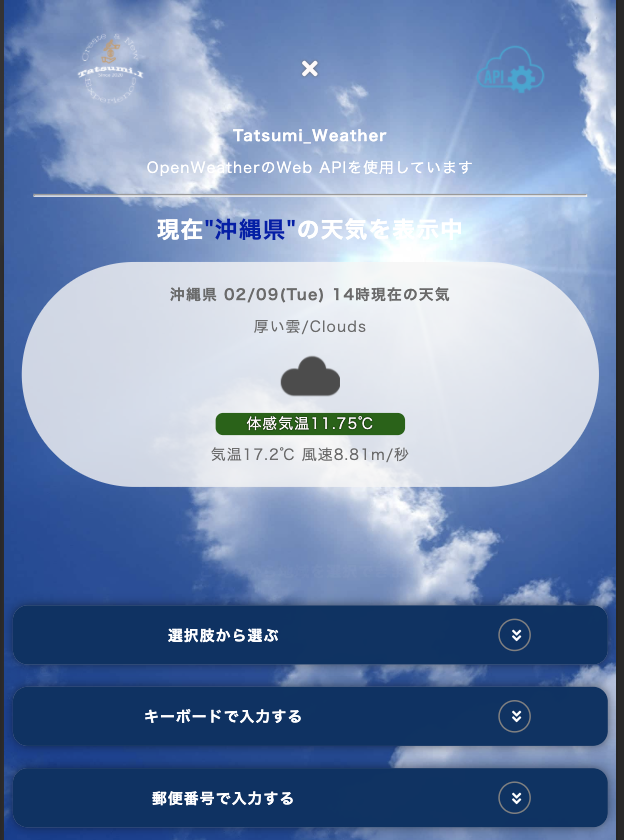 Tatsumi.I
API
Tatsumi_Weather
OpenWeatherのWeb APIを使用しています
現在"沖縄県"の天気を表示中
沖縄県 02/09(Tue) 14時現在の天気
厚い雲/Clouds
体感気温11.75℃
気温17.2℃ 風速8.81m/秒
選択肢から選ぶ
キーボードで入力する
郵便番号で入力する